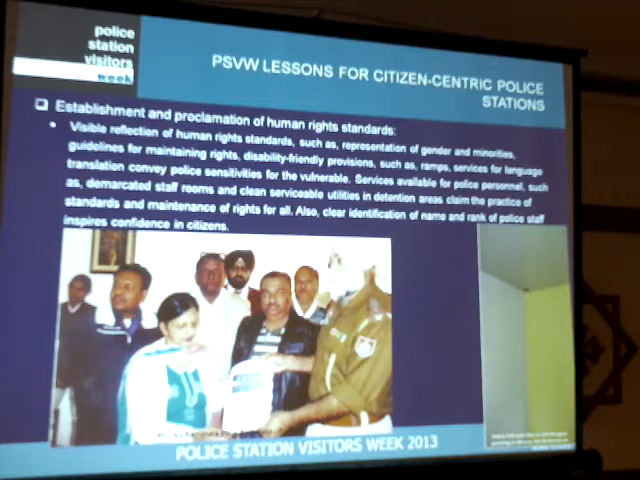 police
station
visitors
week
PSVW LESSONS FOR CITIZEN-CENTRIC POLICE
STATIONS
Establishment and proclamation of human rights standards:
• Visible reflection of human rights standards, such as, representation of gender and minorities,
guidelines for maintaining rights, disability-friendly provisions, such as, ramps, services for language
translation convey police sensitivities for the vulnerable. Services available for police personnel, such
as, demarcated staff rooms and clean serviceable utilities in detention areas claim the practice of
standards and maintenance of rights for all. Also, clear identification of name and rank of police staff
inspires confidence in citizens.
POLICE STATION VISITORS WEEK 2013